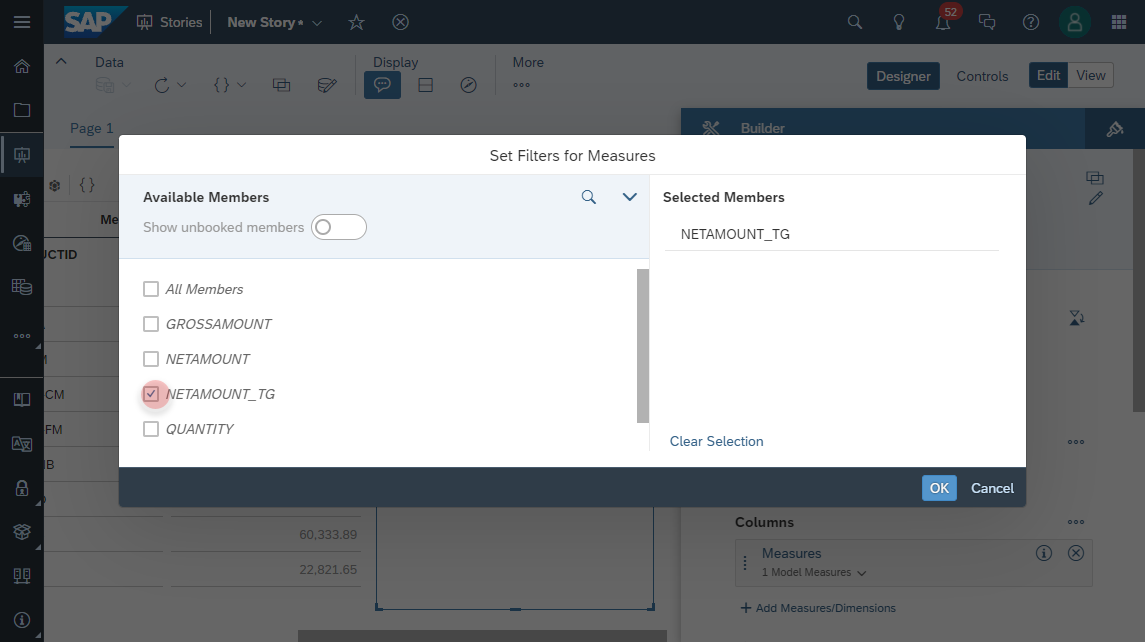 SAP Stories New Story * 52
Data Display More
Designer Controls Edit View
Page 1 Builder
Set Filters for Measures
Available Members
Show unbooked members
All Members
GROSSAMOUNT
NETAMOUNT
NETAMOUNT_TG
QUANTITY
Selected Members
NETAMOUNT_TG
Clear Selection
OK Cancel
Me
UCTID
M
CM
FM
IB
60,333.89
22,821.65
Columns
Measures
1 Model Measures
+ Add Measures/Dimensions